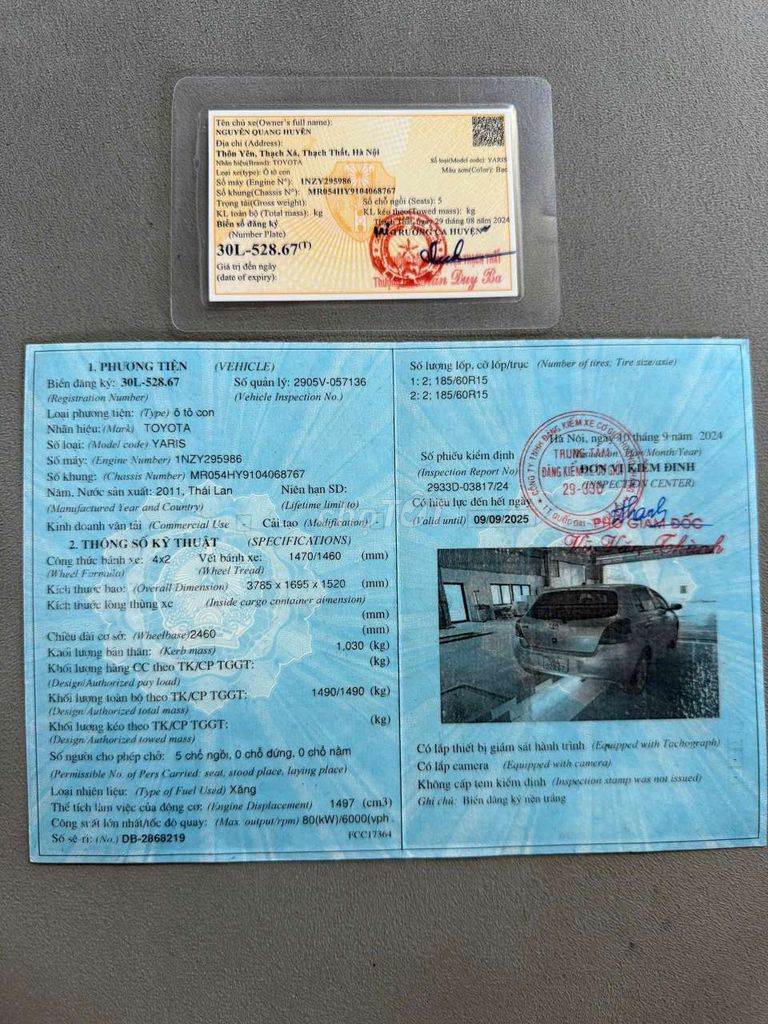 Tên chủ xe(Owner's full name):
NGUYỄN QUANG HUYỆN
Địa chỉ (Address):
Thôn Yên, Thạch Xá, Thạch Thất, Hà Nội
Nhãn hiệu(Brand): TOYOTA
Số loại(Model code): YARIS
Loại xe(type): Ô tô con
Màu sơn(Color): Bạc
Số máy (Engine N°): 1NZY295986
Số khung(Chassis N°): MR054HY9104068767
Trọng tải(Gross weight):
Số chỗ ngồi (Seats): 5
KL toàn bộ (Total mass): kg
KL kéo theo(Towed mass): kg
Biển số đăng ký
Thạch Thất, ngày 29 tháng 08 năm 2024
(Number Plate)
TRƯỞNG CA HUYỆN
30L-528.67(T)
Giá trị đến ngày
(date of expiry):
Duy Ba
1. PHƯƠNG TIỆN (VEHICLE)
Biển đăng ký: 30L-528.67 Số quản lý: 2905V-057136
(Registration Number) (Vehicle Inspection No.)
Loại phương tiện: (Type) ô tô con
Nhãn hiệu: (Mark) TOYOTA
Số loại: (Model code) YARIS
Số máy: (Engine Number) 1NZY295986
Số khung: (Chassis Number) MR054HY9104068767
Năm, Nước sản xuất: 2011, Thái Lan Niên hạn SD:
(Manufactured Year and Country) (Lifetime limit to)
Kinh doanh vận tải (Commercial Use Cải tạo (Modification)
2. THÔNG SỐ KỸ THUẬT (SPECIFICATIONS)
Công thức bánh xe: 4x2 Vết bánh xe: 1470/1460 (mm)
(Wheel Formula) (Wheel Tread)
Kích thước bao: (Overall Dimension) 3785 x 1695 x 1520 (mm)
Kích thước lòng thùng xe (Inside cargo container dimension)
(mm)
Chiều dài cơ sở: (Wheelbase)2460 (mm)
Khối lượng bản thân: (Kerb mass) 1,030 (kg)
Khối lượng hàng CC theo TK/CP TGGT: (kg)
(Design/Authorized pay load)
Khối lượng toàn bộ theo TK/CP TGGT: 1490/1490 (kg)
(Design/Authorized total mass)
Khối lượng kéo theo TK/CP TGGT: (kg)
(Design/Authorized towed mass)
Số người cho phép chở: 5 chỗ ngồi, 0 chỗ đứng, 0 chỗ nằm
(Permissible No. of Pers Carried: seat, stood place, laying place)
Loại nhiên liệu: (Type of Fuel Used) Xăng
Thể tích làm việc của động cơ: (Engine Displacement) 1497 (cm3)
Công suất lớn nhất/tốc độ quay: (Max. output/rpm) 80(kW)/6000(vph
Số sê-ri: (No.) DB-2868219 FCC17364
Số lượng lốp, cỡ lốp/trục (Number of tires; Tire size/axie)
1: 2; 185/60R15
2: 2; 185/60R15
Hà Nội, ngày 10 tháng 9 năm 2024
Số phiếu kiểm định
(Inspection Report No)
2933D-03817/24
Có hiệu lực đến hết ngày
(Valid until) 09/09/2025
ĐƠN VỊ KIỂM ĐỊNH
(INSPECTION CENTER)
TRUNG TÂM
ĐĂNG KIỂM XE CƠ GIỚI
29-33D
PHÓ GIÁM ĐỐC
Có lắp thiết bị giám sát hành trình (Equipped with Tachograph)
Có lắp camera (Equipped with camera)
Không cấp tem kiểm định (Inspection stamp was not issued)
Ghi chú: Biển đăng ký nền trắng